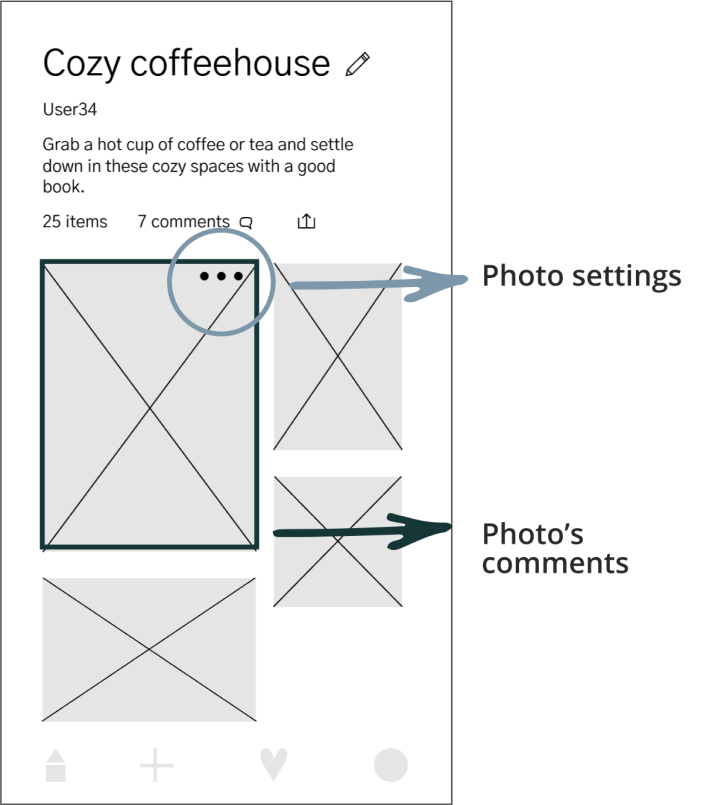 Cozy coffeehouse
User34
Grab a hot cup of coffee or tea and settle
down in these cozy spaces with a good
book.
25 items 7 comments
Photo settings
Photo’s
comments